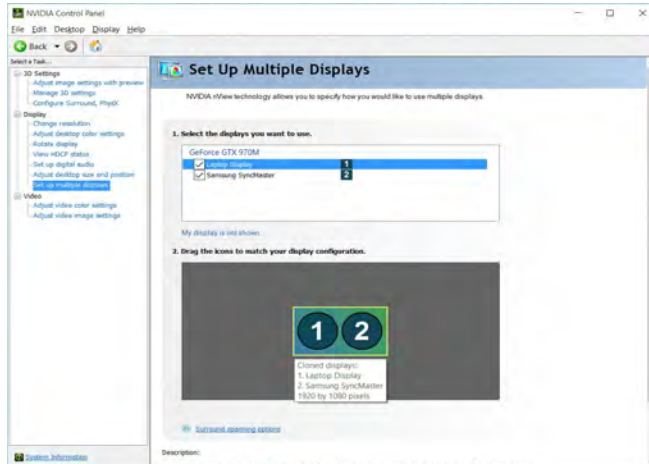 NVIDIA Control Panel
File Edit Desktop Display Help
Back
Select a Task...
3D Settings
Adjust image settings with preview
Manage 3D settings
Configure Surround, PhysX
Display
Change resolution
Adjust desktop color settings
Rotate display
View HDCP status
Set up digital audio
Adjust desktop size and position
Set up multiple displays
Video
Adjust video color settings
Adjust video image settings
System Information
Set Up Multiple Displays
NVIDIA nView technology allows you to specify how you would like to use multiple displays
1. Select the displays you want to use.
GeForce GTX 970M
Laptop Display 1
Samsung SyncMaster 2
My display is not shown
2. Drag the icons to match your display configuration.
1 2
Cloned displays:
1. Laptop Display
2. Samsung SyncMaster
1920 by 1080 pixels
Surround spanning options
Description: